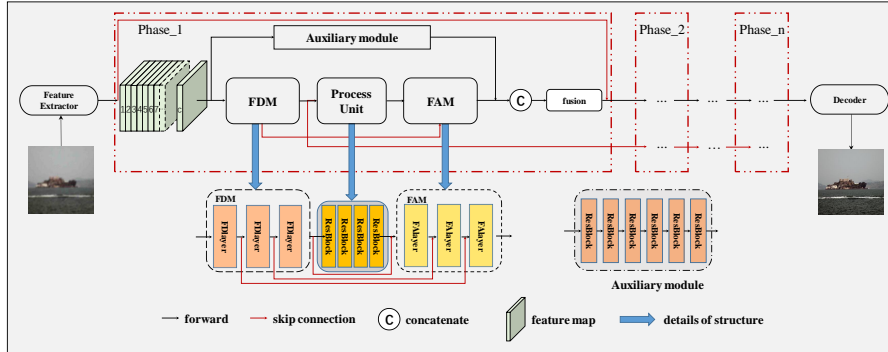 Phase_1
Phase_2
Phase_n
Auxiliary module
Feature
Extractor
1234567
c
FDM
Process
Unit
FAM
C
fusion
...
...
...
Decoder
...
...
...
FDM
FDlayer
FDlayer
FDlayer
ResBlock
ResBlock
ResBlock
ResBlock
FAM
FAlayer
FAlayer
FAlayer
ResBlock
ResBlock
ResBlock
ResBlock
ResBlock
ResBlock
Auxiliary module
forward
skip connection
C
concatenate
feature map
details of structure